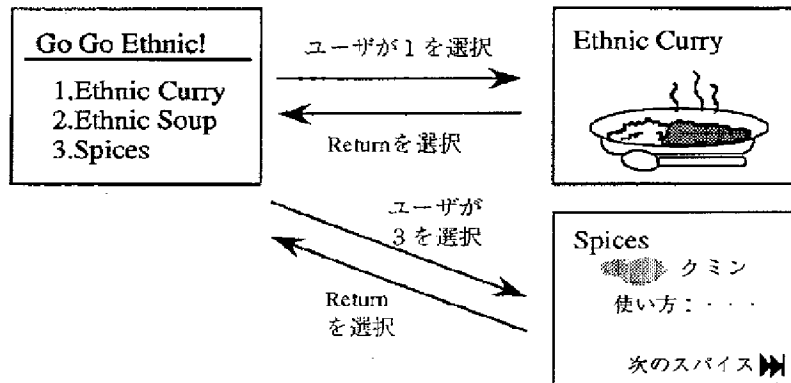 Go Go Ethnic!
1.Ethnic Curry
2.Ethnic Soup
3.Spices
ユーザが1を選択
Returnを選択
ユーザが
3を選択
Return
を選択
Ethnic Curry
Spices
クミン
使い方:・・・
次のスパイス